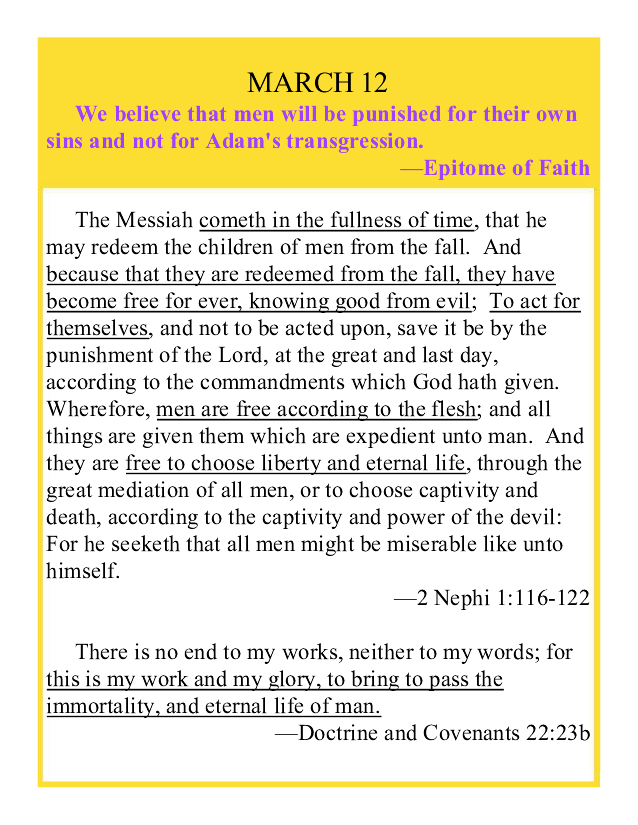 MARCH 12
We believe that men will be punished for their own
sins and not for Adam's transgression.
—Epitome of Faith
The Messiah cometh in the fullness of time, that he
may redeem the children of men from the fall.  And
because that they are redeemed from the fall, they have
become free for ever, knowing good from evil;  To act for
themselves, and not to be acted upon, save it be by the
punishment of the Lord, at the great and last day,
according to the commandments which God hath given.
Wherefore, men are free according to the flesh; and all
things are given them which are expedient unto man.  And
they are free to choose liberty and eternal life, through the
great mediation of all men, or to choose captivity and
death, according to the captivity and power of the devil:
For he seeketh that all men might be miserable like unto
himself.
—2 Nephi 1:116-122
There is no end to my works, neither to my words; for
this is my work and my glory, to bring to pass the
immortality, and eternal life of man.
—Doctrine and Covenants 22:23b